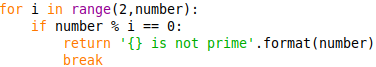 for i in range(2,number):
    if number % i == 0:
        return '{} is not prime'.format(number)
        break